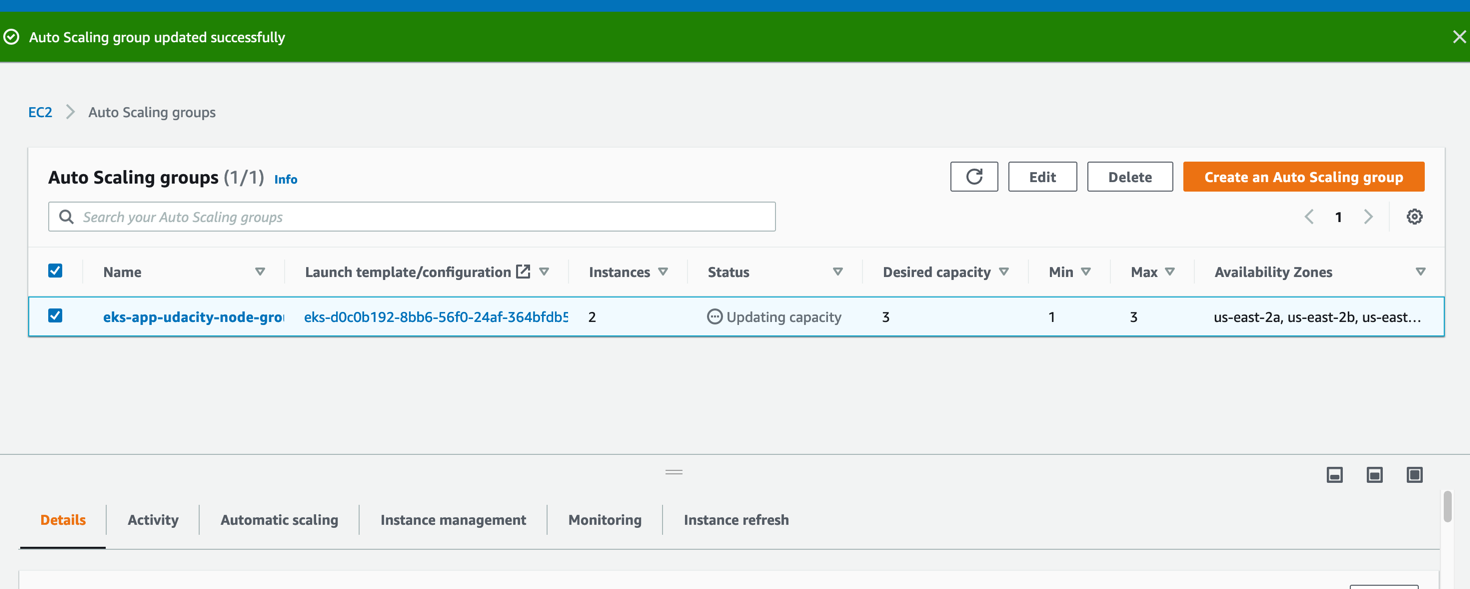 Auto Scaling group updated successfully
EC2 Auto Scaling groups
Auto Scaling groups (1/1) Info
Edit Delete Create an Auto Scaling group
Search your Auto Scaling groups
1
Name Launch template/configuration Instances Status Desired capacity Min Max Availability Zones
eks-app-udacity-node-gro eks-d0c0b192-8bb6-56f0-24af-364bfdb5 2 Updating capacity 3 1 3 us-east-2a, us-east-2b, us-east...
Details Activity Automatic scaling Instance management Monitoring Instance refresh